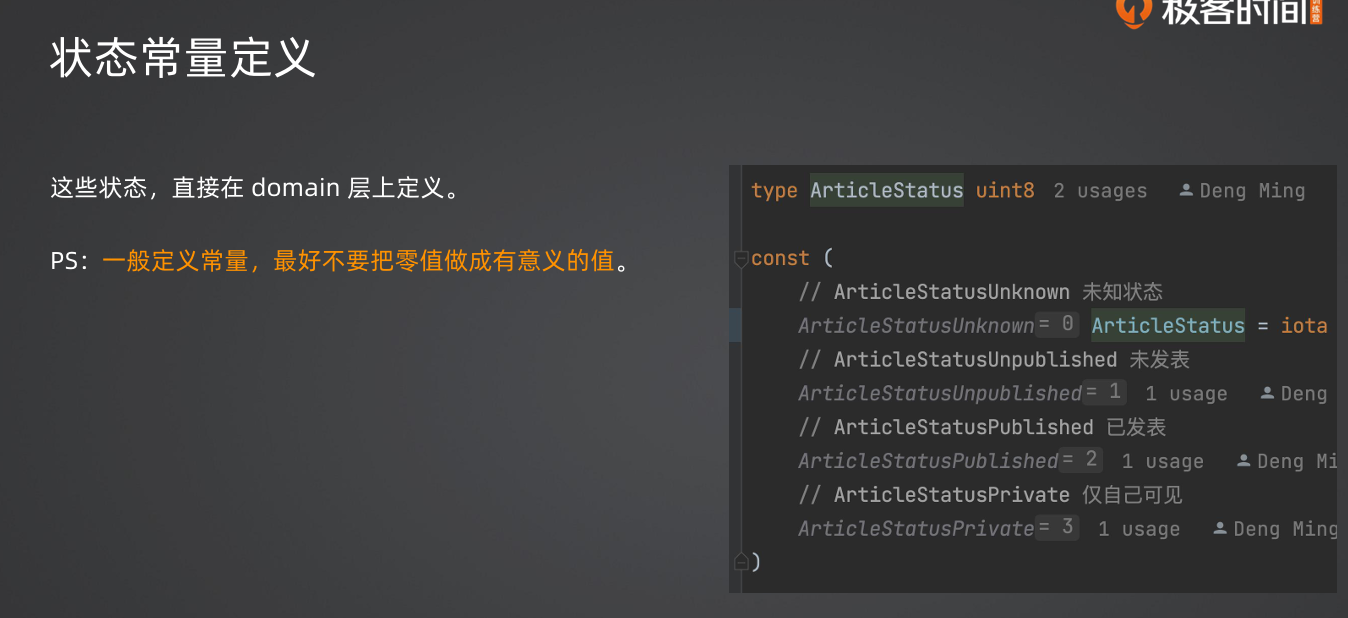 极客时间
训练营
状态常量定义
这些状态，直接在 domain 层上定义。
PS：一般定义常量，最好不要把零值做成有意义的值。
type ArticleStatus uint8 2 usages Deng Ming
const (
// ArticleStatusUnknown 未知状态
ArticleStatusUnknown = 0 ArticleStatus = iota
// ArticleStatusUnpublished 未发表
ArticleStatusUnpublished = 1 1 usage Deng
// ArticleStatusPublished 已发表
ArticleStatusPublished = 2 1 usage Deng Mi
// ArticleStatusPrivate 仅自己可见
ArticleStatusPrivate = 3 1 usage Deng Ming
)